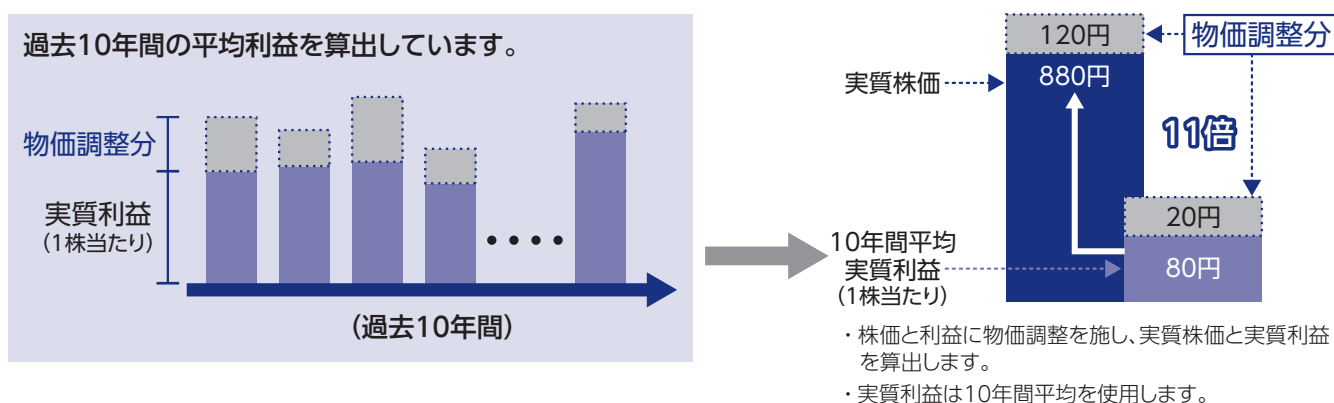 過去10年間の平均利益を算出しています。
物価調整分
実質利益
(1株当たり)
(過去10年間)
120円
物価調整分
実質株価
880円
11倍
20円
10年間平均
実質利益
(1株当たり)
80円
・株価と利益に物価調整を施し、実質株価と実質利益
を算出します。
・実質利益は10年間平均を使用します。